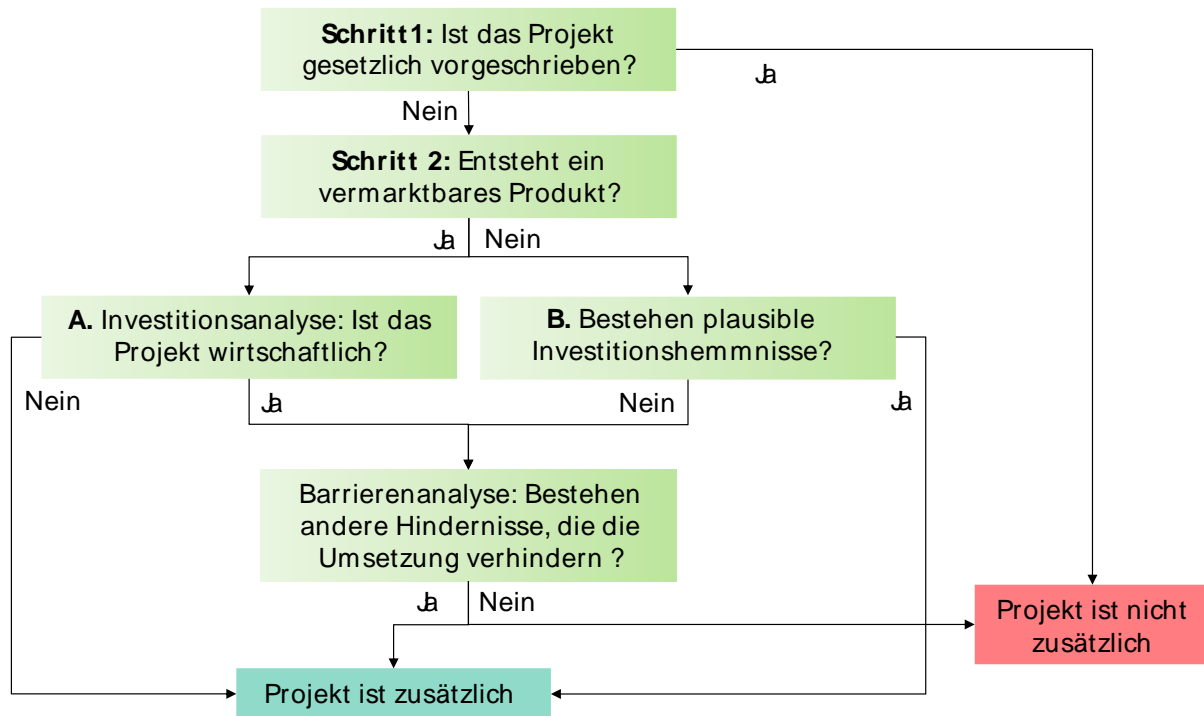 Schritt 1: Ist das Projekt
gesetzlich vorgeschrieben?
Ja
Nein
Schritt 2: Entsteht ein
vermarktbares Produkt?
Ja
Nein
A. Investitionsanalyse: Ist das
Projekt wirtschaftlich?
B. Bestehen plausible
Investitionshemmnisse?
Nein
Ja
Nein
Ja
Barrierenanalyse: Bestehen
andere Hindernisse, die die
Umsetzung verhindern ?
Ja
Nein
Projekt ist nicht
zusätzlich
Projekt ist zusätzlich